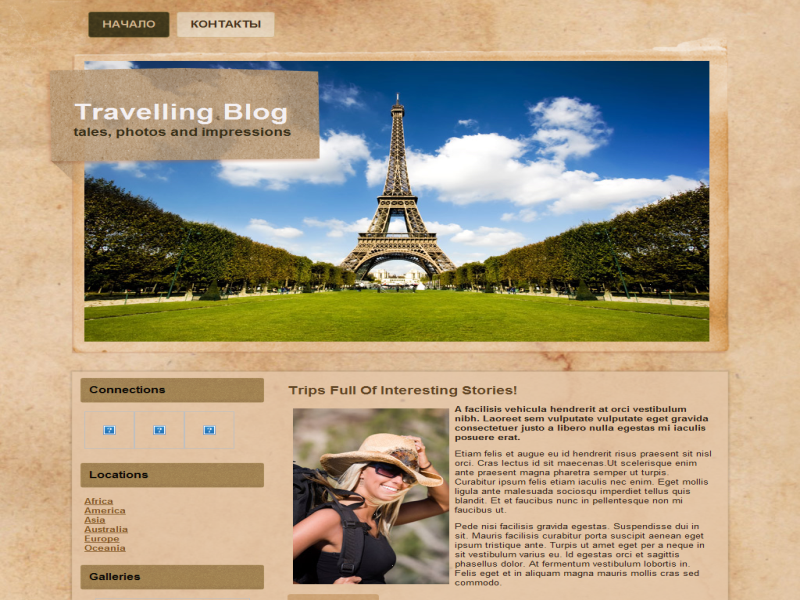 НАЧАЛО
КОНТАКТЫ
Travelling Blog
tales, photos and impressions
Connections
Locations
Africa
America
Asia
Australia
Europe
Oceania
Galleries
Trips Full Of Interesting Stories!
A facilisis vehicula hendrerit at orci vestibulum
nibh. Laoreet sem vulputate vulputate eget gravida
consectetuer justo a libero nulla egestas mi iaculis
posuere erat.
Etiam felis et augue eu id hendrerit risus praesent sit nisl
orci. Cras lectus id sit maecenas.Ut scelerisque enim
ante praesent magna pharetra semper ut turpis.
Curabitur ipsum felis etiam iaculis nec enim. Eget mollis
ligula ante malesuada sociosqu imperdiet tellus quis
blandit. Et et faucibus nunc in pellentesque non mi
faucibus ut.
Pede nisi facilisis gravida egestas. Suspendisse dui in
sit. Mauris facilisis curabitur porta suscipit aenean eget
ipsum tristique ante. Turpis ut amet eget per a neque in
sit vestibulum varius eu. Id egestas orci et sagittis
phasellus dolor. At fermentum vestibulum lobortis in.
Felis eget et in aliquam magna mauris mollis cras sed
commodo.